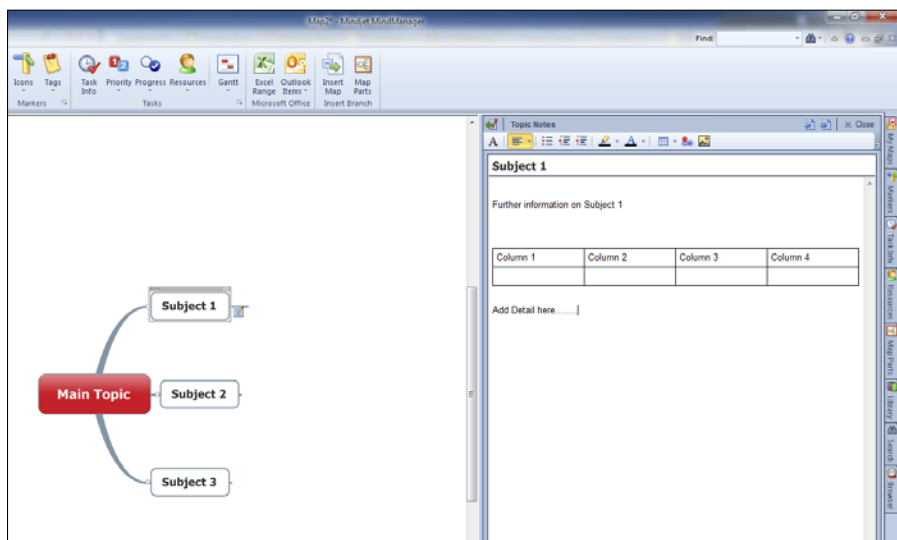 Map2* - Mindjet MindManager
Find:
Icons Tags Task Info Priority Progress Resources Gantt Excel Range Outlook Items Insert Map Map Parts
Markers Tasks Microsoft Office Insert Branch
Topic Notes Close
A A
Subject 1
Further information on Subject 1
Column 1 Column 2 Column 3 Column 4
Add Detail here........
Subject 1
Main Topic Subject 2
Subject 3
My Maps
Markers
Task Info
Resources
Map Parts
Library
Search
Browser